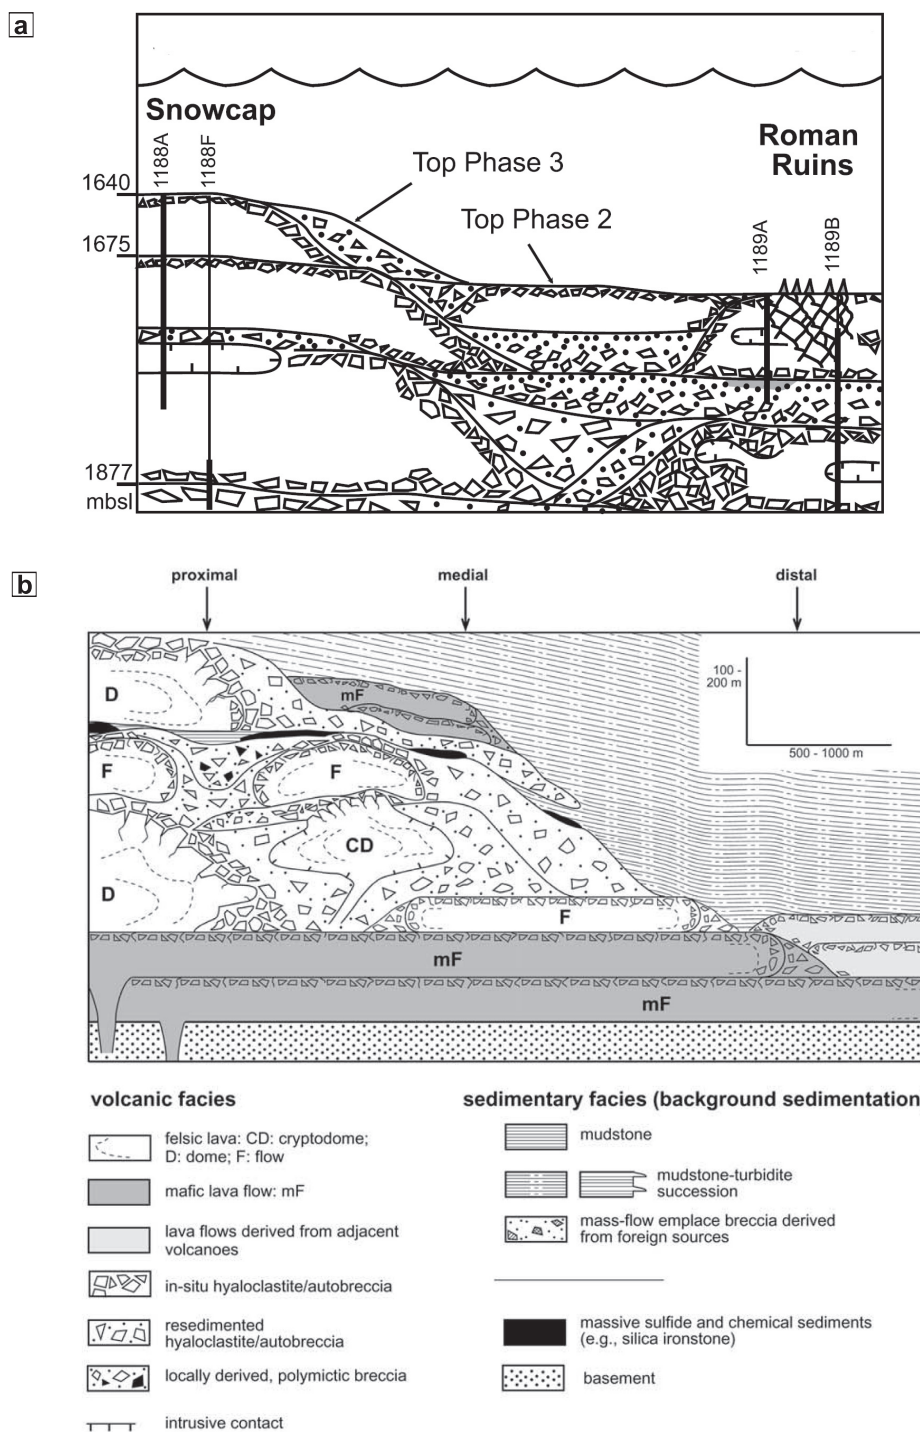 a
Snowcap
Roman
Ruins
1188A
1188F
Top Phase 3
1640
Top Phase 2
1675
1189A
1189B
1877
mbsl
b
proximal
medial
distal
100 -
200 m
500 - 1000 m
D
mF
F
F
CD
D
F
mF
mF
volcanic facies
felsic lava: CD: cryptodome;
D: dome; F: flow
mafic lava flow: mF
lava flows derived from adjacent
volcanoes
in-situ hyaloclastite/autobreccia
resedimented
hyaloclastite/autobreccia
locally derived, polymictic breccia
intrusive contact
sedimentary facies (background sedimentation
mudstone
mudstone-turbidite
succession
mass-flow emplace breccia derived
from foreign sources
massive sulfide and chemical sediments
(e.g., silica ironstone)
basement